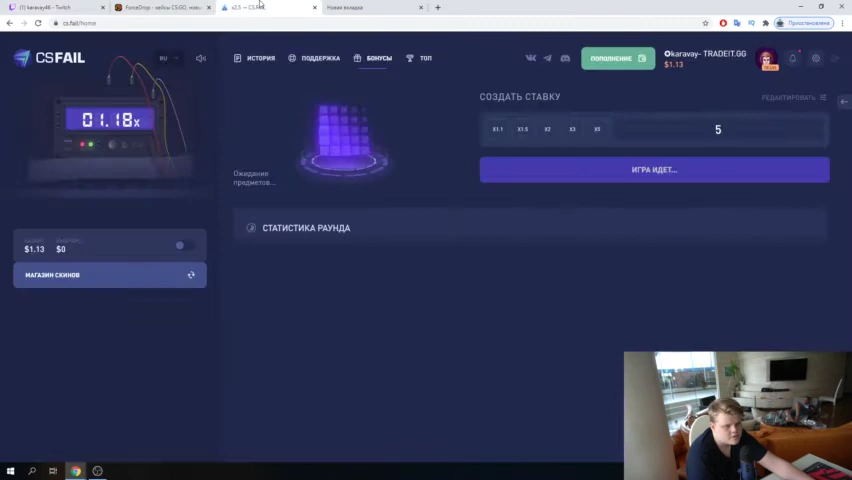 (1) karavay46 - Twitch
ForceDrop - кейсы CS:GO, новы
x2.5 — CS.FAIL
Новая вкладка
cs.fail/home
Приостановлена
CSFAIL
RU
ИСТОРИЯ
ПОДДЕРЖКА
БОНУСЫ
ТОП
ПОПОЛНЕНИЕ
karavay- TRADEIT.GG
$1.13
01.18x
СОЗДАТЬ СТАВКУ
РЕДАКТИРОВАТЬ
X1.1
X1.5
X2
X3
X5
5
Ожидание
предметов...
ИГРА ИДЕТ...
СТАТИСТИКА РАУНДА
$1.13
$0
МАГАЗИН СКИНОВ